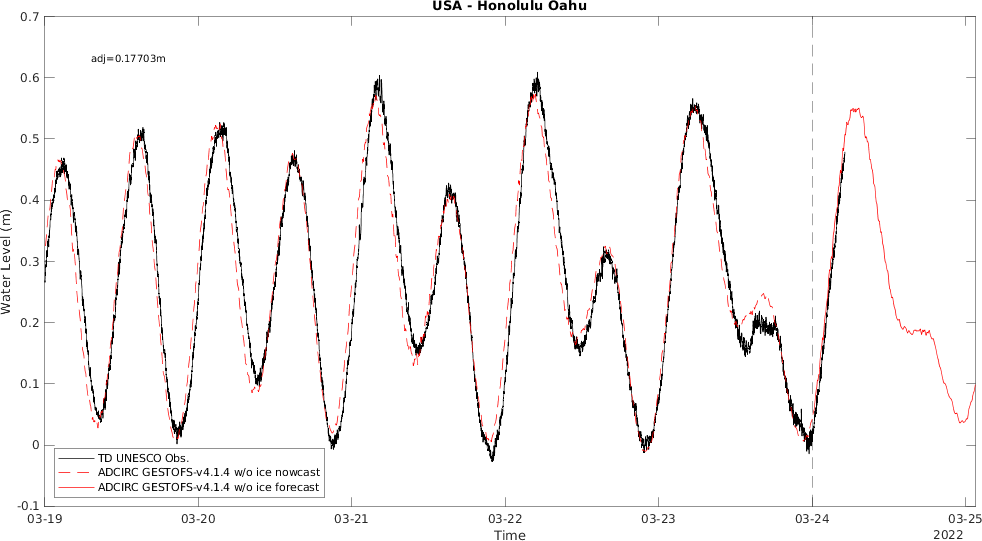 USA - Honolulu Oahu
adj=0.17703m
0.7
0.6
0.5
0.4
0.3
0.2
0.1
0
-0.1
Water Level (m)
TD UNESCO Obs.
ADCIRC GESTOFS-v4.1.4 w/o ice nowcast
ADCIRC GESTOFS-v4.1.4 w/o ice forecast
03-19 03-20 03-21 03-22 03-23 03-24 03-25
Time
2022